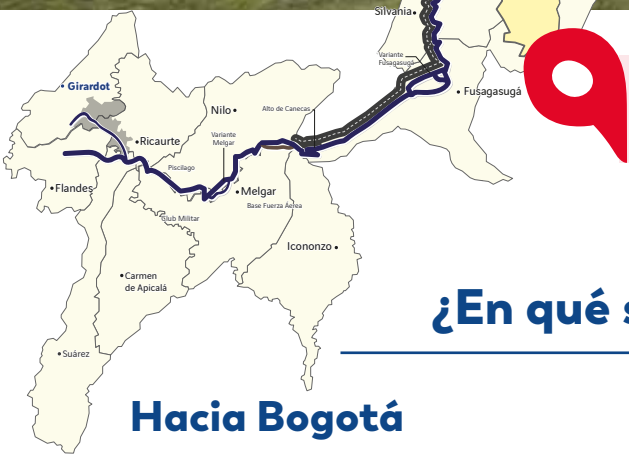 Silvania
Variante
Fusagasugá
Girardot
Fusagasugá
Nilo
Alto de Canecas
Variante
Melgar
Ricaurte
Piscilago
Flandes
Melgar
Base Fuerza Aérea
Club Militar
Icononzo
Carmen
de Apicalá
¿En qué s
Suárez
Hacia Bogotá